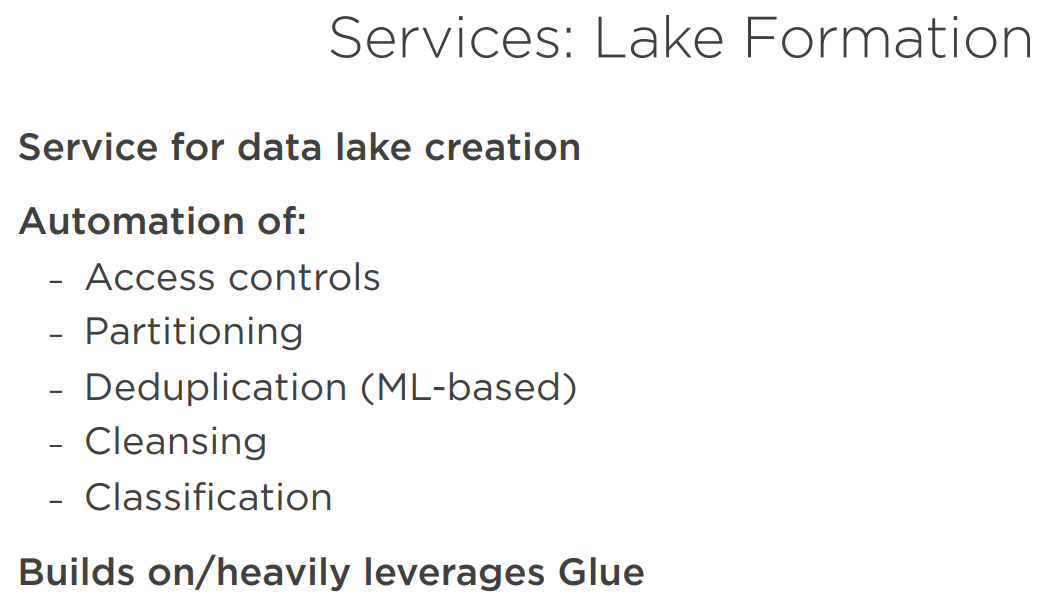 Services: Lake Formation
Service for data lake creation
Automation of:
- Access controls
- Partitioning
- Deduplication (ML-based)
- Cleansing
- Classification
Builds on/heavily leverages Glue